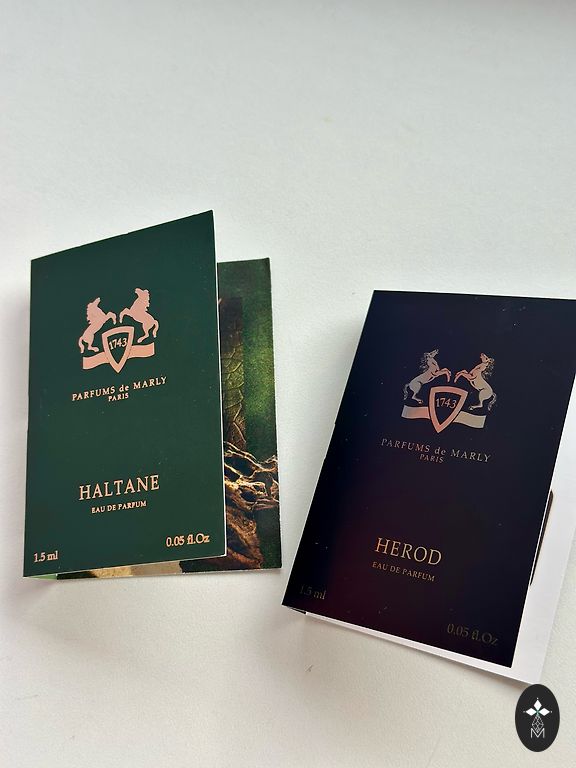 1743
PARFUMS de MARLY
PARIS
HALTANE
EAU DE PARFUM
1.5 ml
0.05 fl.Oz
1743
PARFUMS de MARLY
PARIS
HEROD
EAU DE PARFUM
1.5 ml
0.05 fl.Oz
M